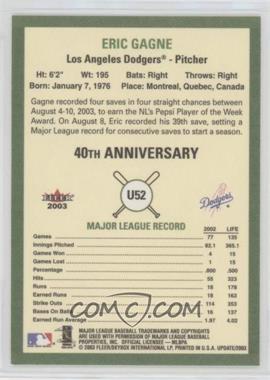 ERIC GAGNE
Los Angeles Dodgers® - Pitcher
Ht: 6'2" Wt: 195 Bats: Right Throws: Right
Born: January 7, 1976 Place: Montreal, Quebec, Canada
Gagne recorded four saves in four straight chances between
August 4-10, 2003, to earn the NL's Pepsi Player of the Week
Award. On August 8, Eric recorded his 39th save, setting a
Major League record for consecutive saves to start a season.
40TH ANNIVERSARY
FLEER
2003
U52
Dodgers
MAJOR LEAGUE RECORD
2002 LIFE
Games 77 135
Innings Pitched 82.1 365.1
Games Won 4 15
Games Lost 1 15
Percentage .800 .500
Hits 55 323
Runs 18 178
Earned Runs 18 163
Strike Outs 114 353
Bases On Balls 16 137
Earned Run Average 1.97 4.02
COMC
MAJOR LEAGUE BASEBALL TRADEMARKS AND COPYRIGHTS
ARE USED WITH PERMISSION OF MAJOR LEAGUE BASEBALL
PROPERTIES, INC. OFFICIAL LICENSEE - MLBPA
© 2003 FLEER/SKYBOX INTERNATIONAL LP, PRINTED IN U.S.A. UPDATE/2003